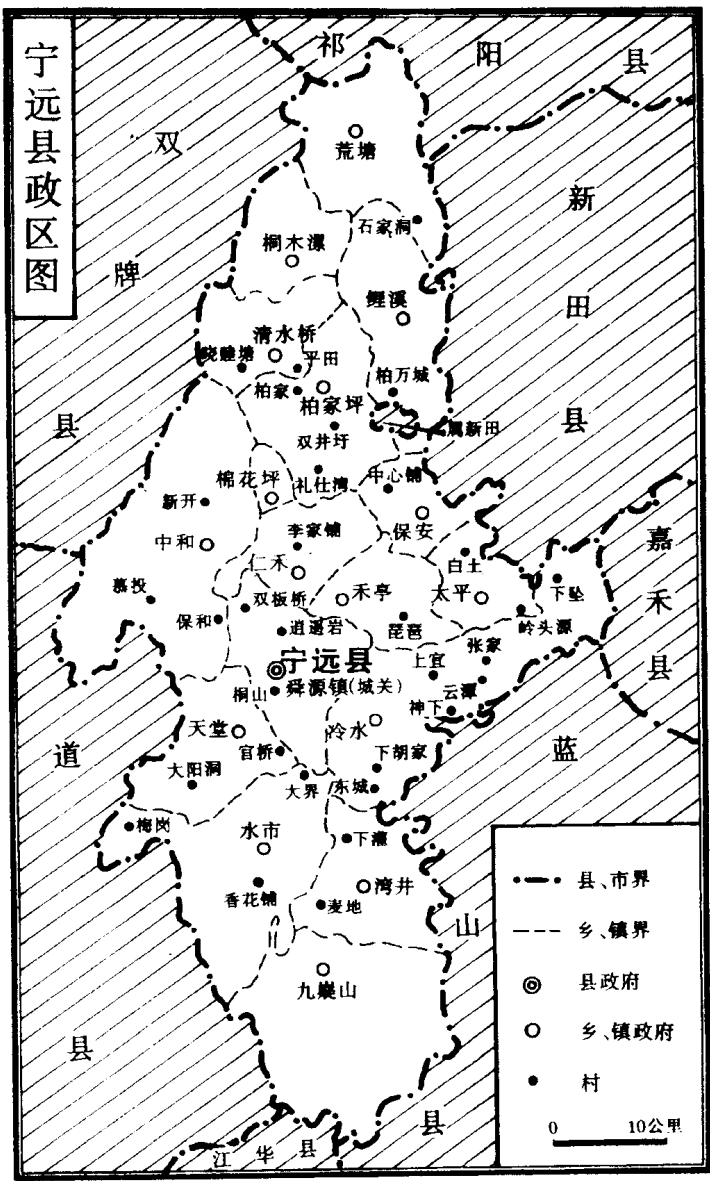 宁远县政区图
祁阳县
双牌县
新田县
嘉禾县
蓝山县
道县
江华县
荒塘
石家洞
桐木漯
鲤溪
清水桥
晓睦塘
平田
柏家
柏家坪
柏万城
属新田
双井圩
礼仕湾
中心铺
棉花坪
新开
中和
李家铺
保安
仁禾
白土
慕投
双板桥
禾亭
太平
下坠
保和
逍遥岩
琵琶
岭头源
宁远县
张家
上宜
桐山
舜源镇(城关)
云潭
神下
天堂
官桥
冷水
下胡家
大阳洞
大界
东城
梅岗
水市
下灌
香花铺
湾井
麦地
九嶷山
县、市界
乡、镇界
县政府
乡、镇政府
村
0 10公里